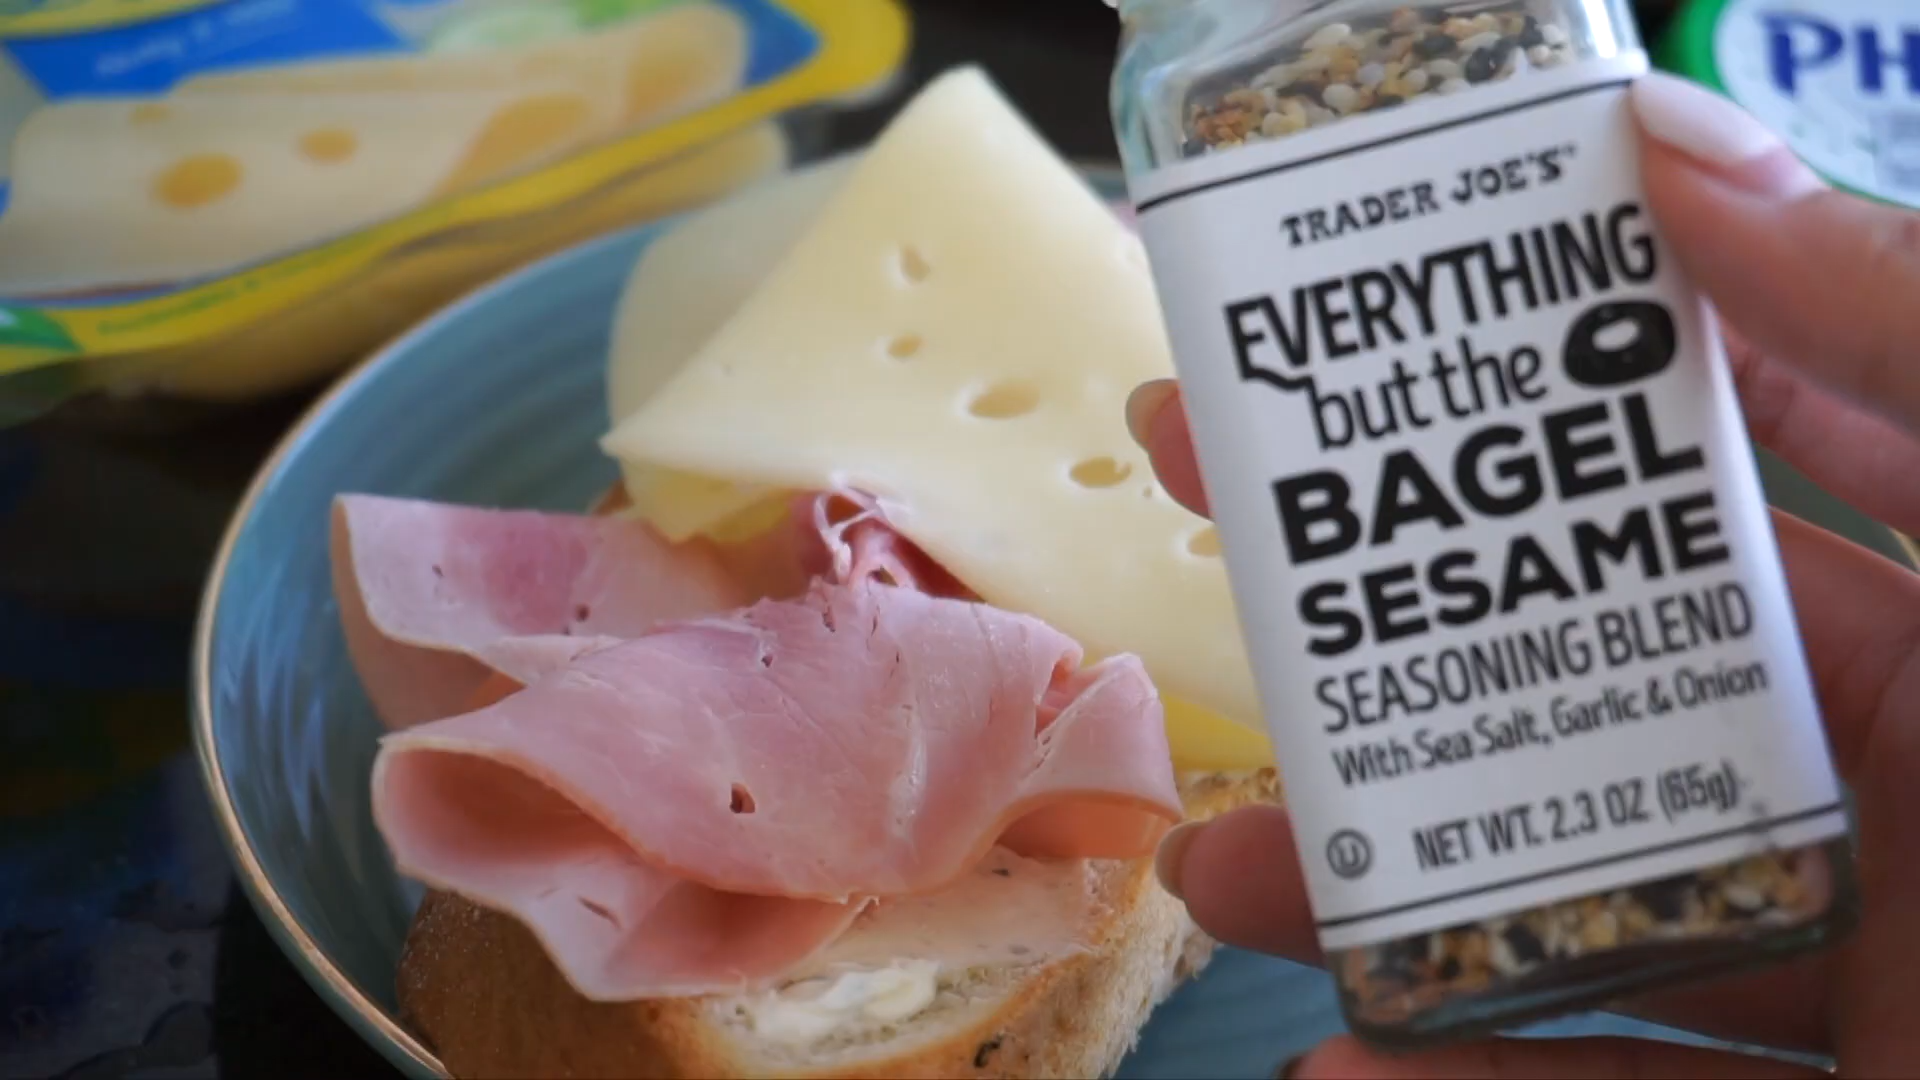 PH
TRADER JOE'S
EVERYTHING
but the
BAGEL
SESAME
SEASONING BLEND
With Sea Salt, Garlic & Onion
U NET WT. 2.3 OZ (65g)